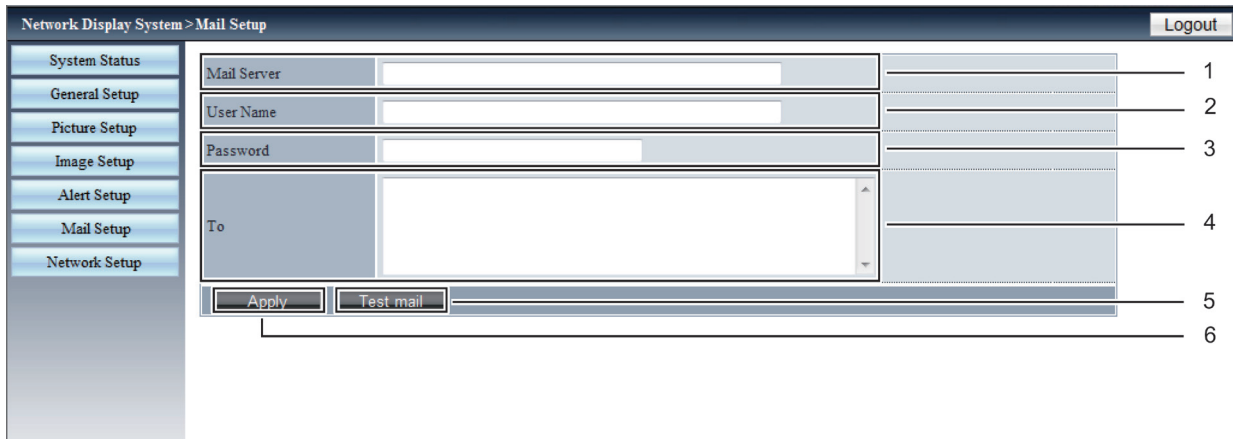 Network Display System>Mail Setup
Logout
System Status
General Setup
Picture Setup
Image Setup
Alert Setup
Mail Setup
Network Setup
Mail Server
1
User Name
2
Password
3
To
4
Apply
Test mail
5
6